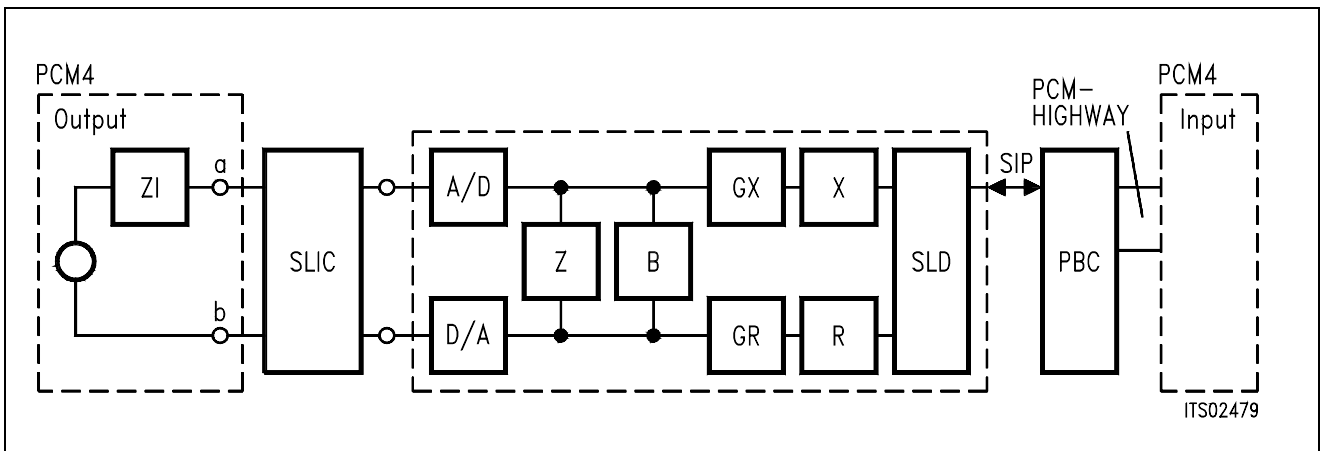 PCM4
Output
ZI
a
b
SLIC
A/D
D/A
Z
B
GX
X
GR
R
SLD
SIP
PBC
PCM-
HIGHWAY
PCM4
Input
ITS02479